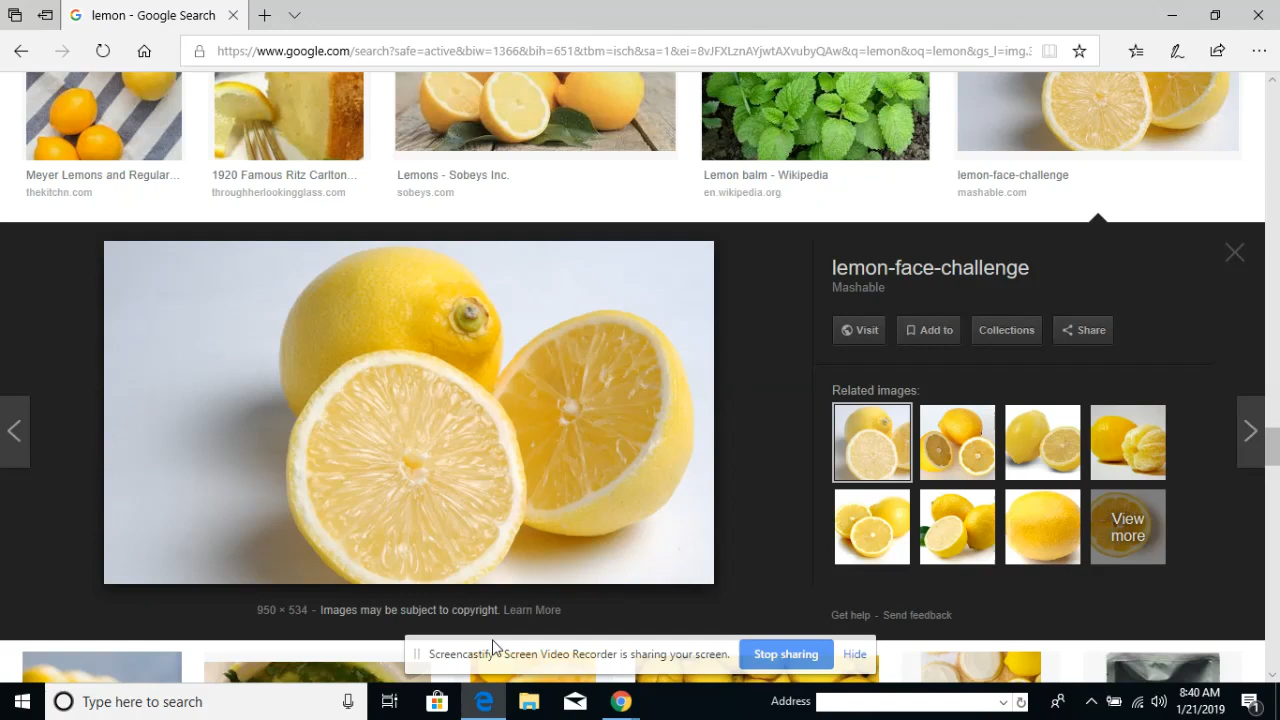 lemon - Google Search
https://www.google.com/search?safe=active&biw=1366&bih=651&tbm=isch&sa=1&ei=8vJFXLznAYjwtAXvubyQAw&q=lemon&oq=lemon&gs_l=img.3
Meyer Lemons and Regular...
thekitchn.com
1920 Famous Ritz Carlton...
throughherlookingglass.com
Lemons - Sobeys Inc.
sobeys.com
Lemon balm - Wikipedia
en.wikipedia.org
lemon-face-challenge
mashable.com
lemon-face-challenge
Mashable
Visit
Add to
Collections
Share
Related images:
View
more
950 × 534 - Images may be subject to copyright. Learn More
Get help - Send feedback
Screencastify - Screen Video Recorder is sharing your screen.
Stop sharing
Hide
Type here to search
Address
8:40 AM
1/21/2019
1